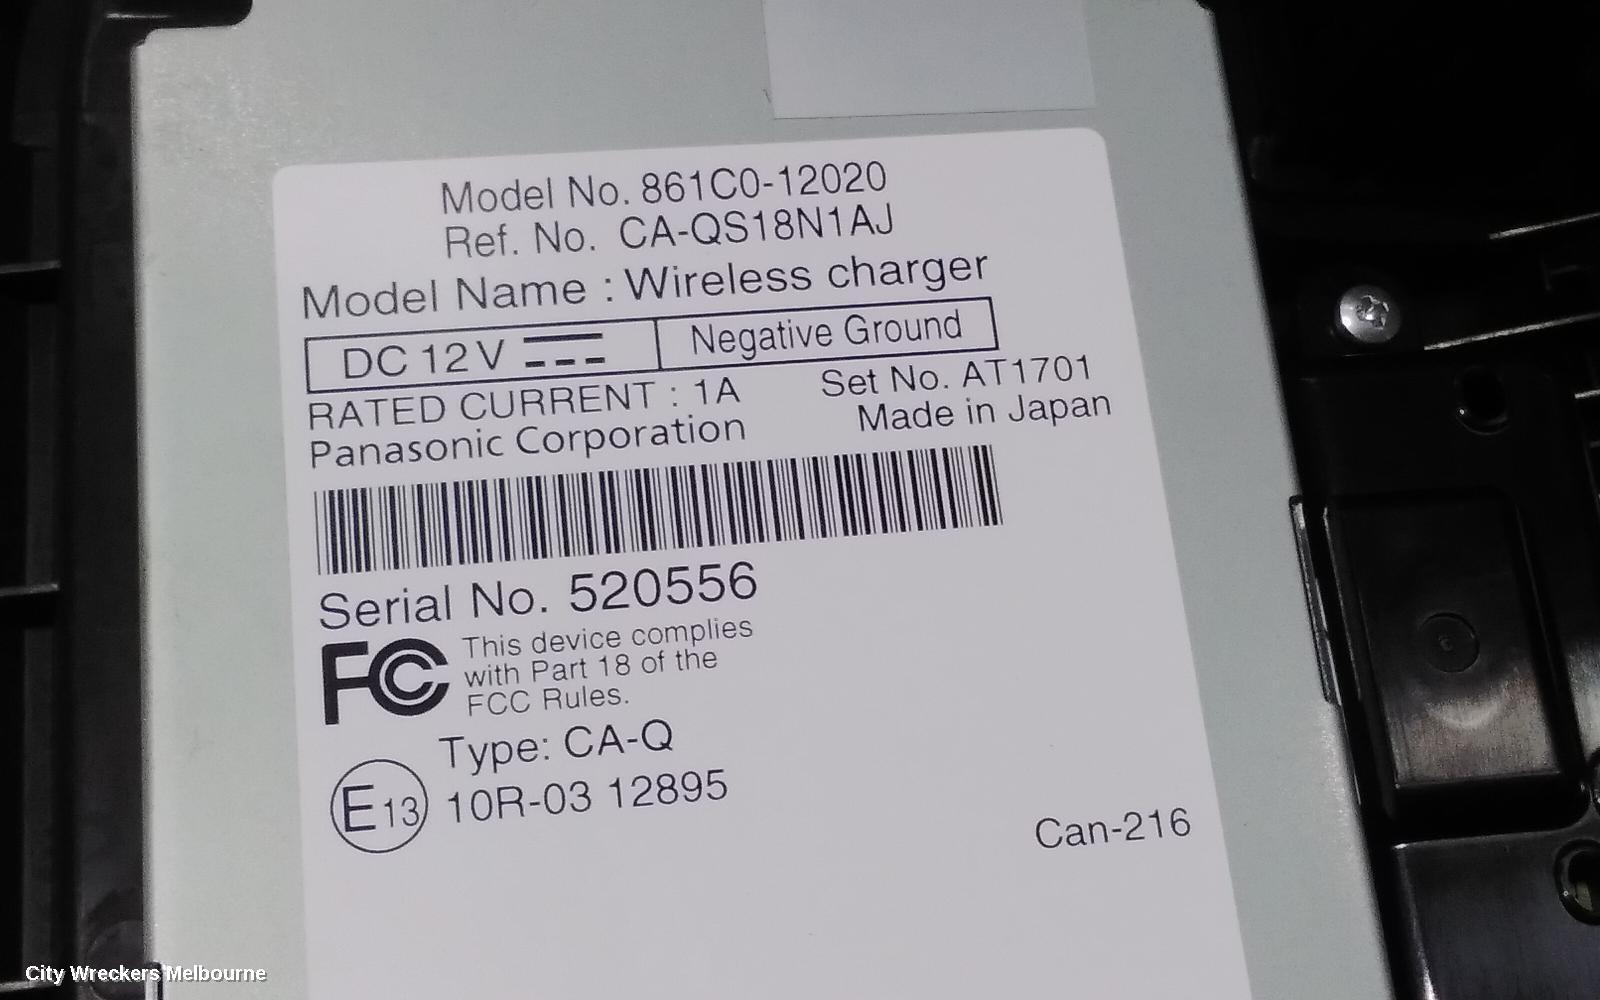 Model No. 861C0-12020
Ref. No. CA-QS18N1AJ
Model Name : Wireless charger
DC 12V Negative Ground
RATED CURRENT : 1A Set No. AT1701
Panasonic Corporation Made in Japan
Serial No. 520556
FC This device complies
with Part 18 of the
FCC Rules.
Type: CA-Q
E13 10R-03 12895
Can-216
City Wreckers Melbourne